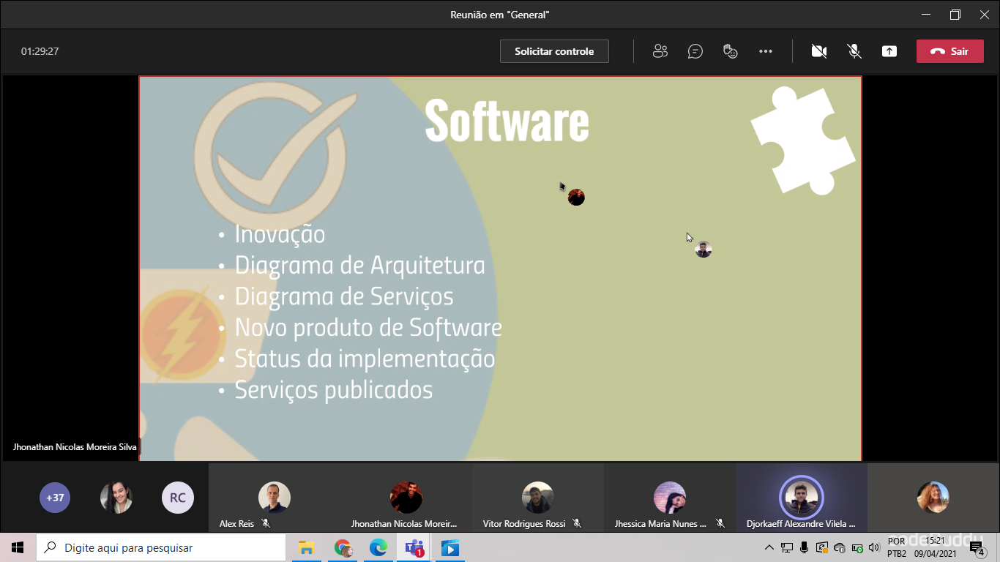 Reunião em "General"
01:29:27
Solicitar controle
Sair
Software
• Inovação
• Diagrama de Arquitetura
• Diagrama de Serviços
• Novo produto de Software
• Status da implementação
• Serviços publicados
Jhonathan Nicolas Moreira Silva
+37
RC
Alex Reis
Jhonathan Nicolas Moreir...
Vitor Rodrigues Rossi
Jhessica Maria Nunes ...
Djorkaeff Alexandre Vilela ...
Digite aqui para pesquisar
1
POR
PTB2
15:21
09/04/2021
4